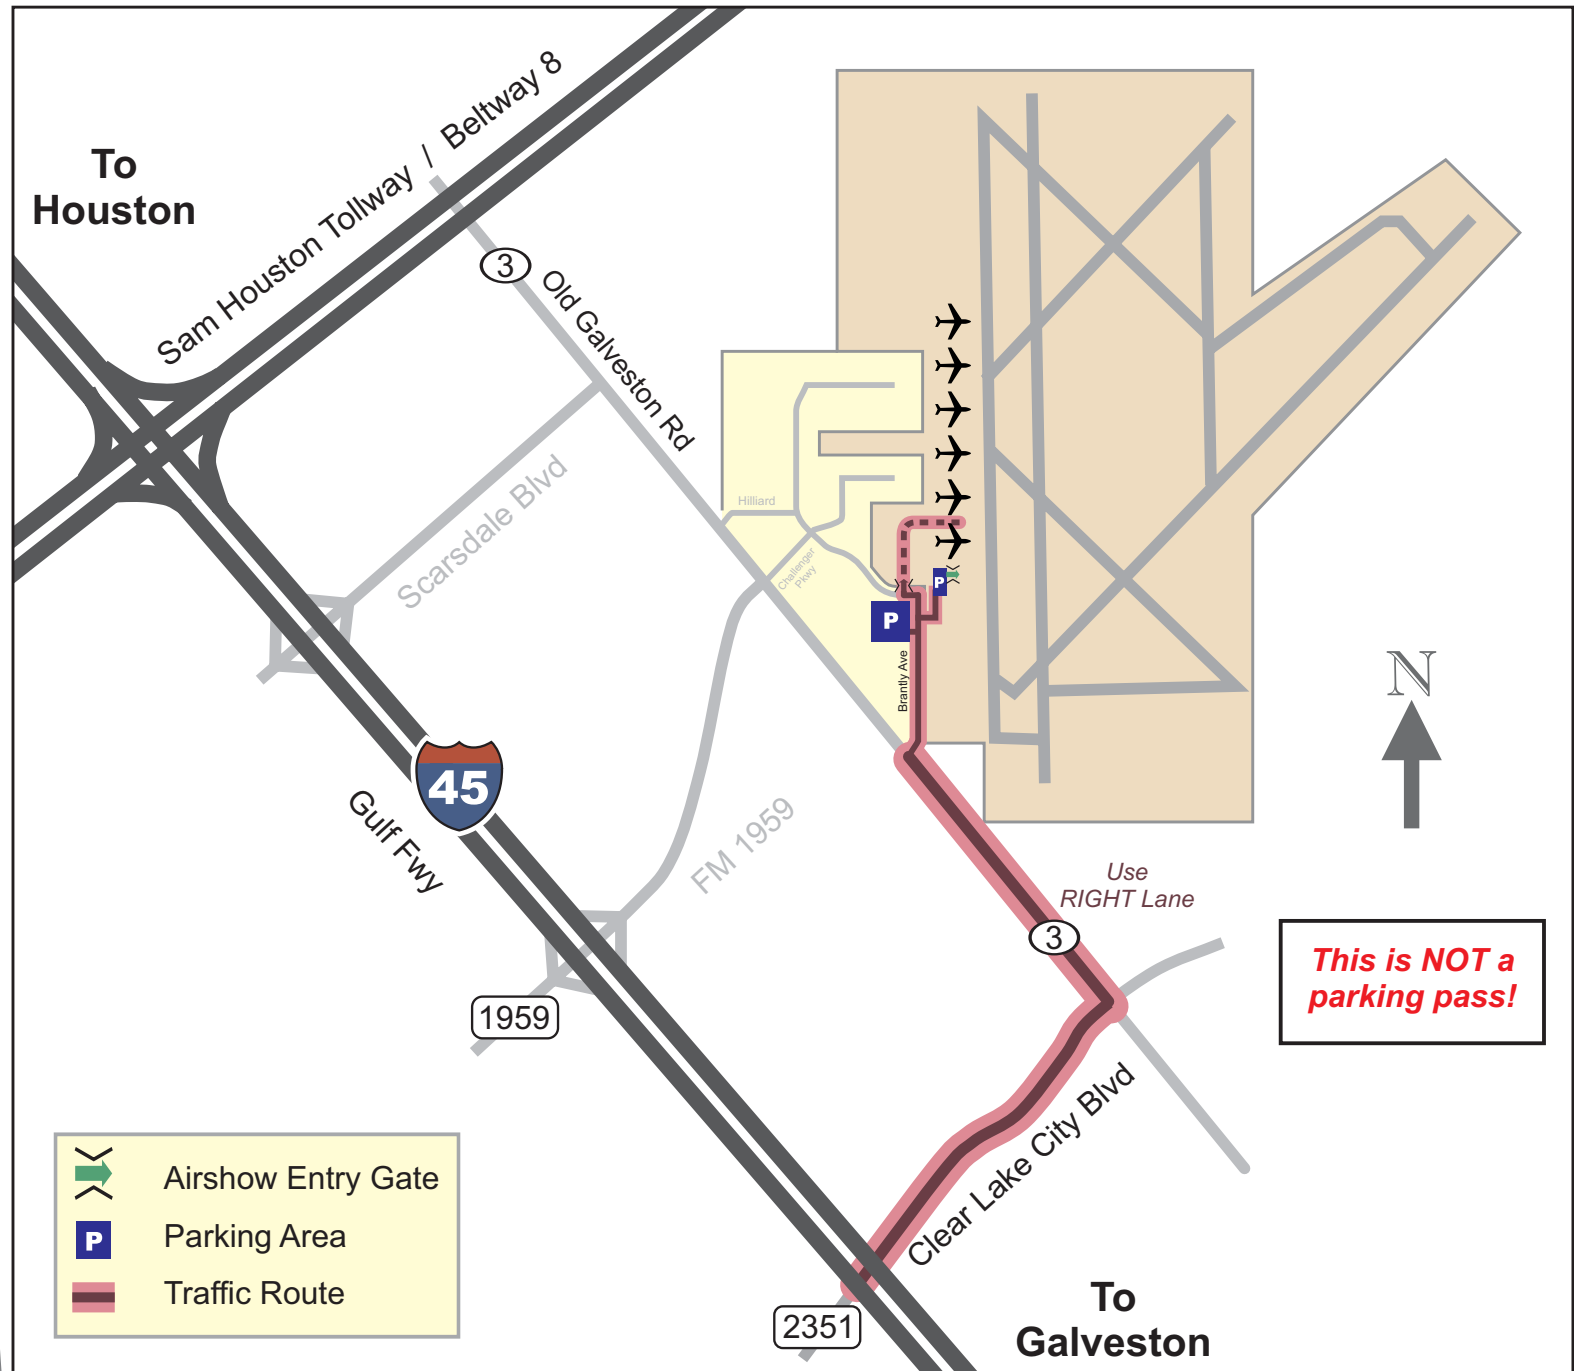 To
Houston
Sam Houston Tollway / Beltway 8
3
Old Galveston Rd
Scarsdale Blvd
Hilliard
Challenger
Pkwy
P
P
Brantly Ave
N
45
Gulf Fwy
FM 1959
Use
RIGHT Lane
3
This is NOT a
parking pass!
1959
Clear Lake City Blvd
Airshow Entry Gate
P
Parking Area
Traffic Route
2351
To
Galveston